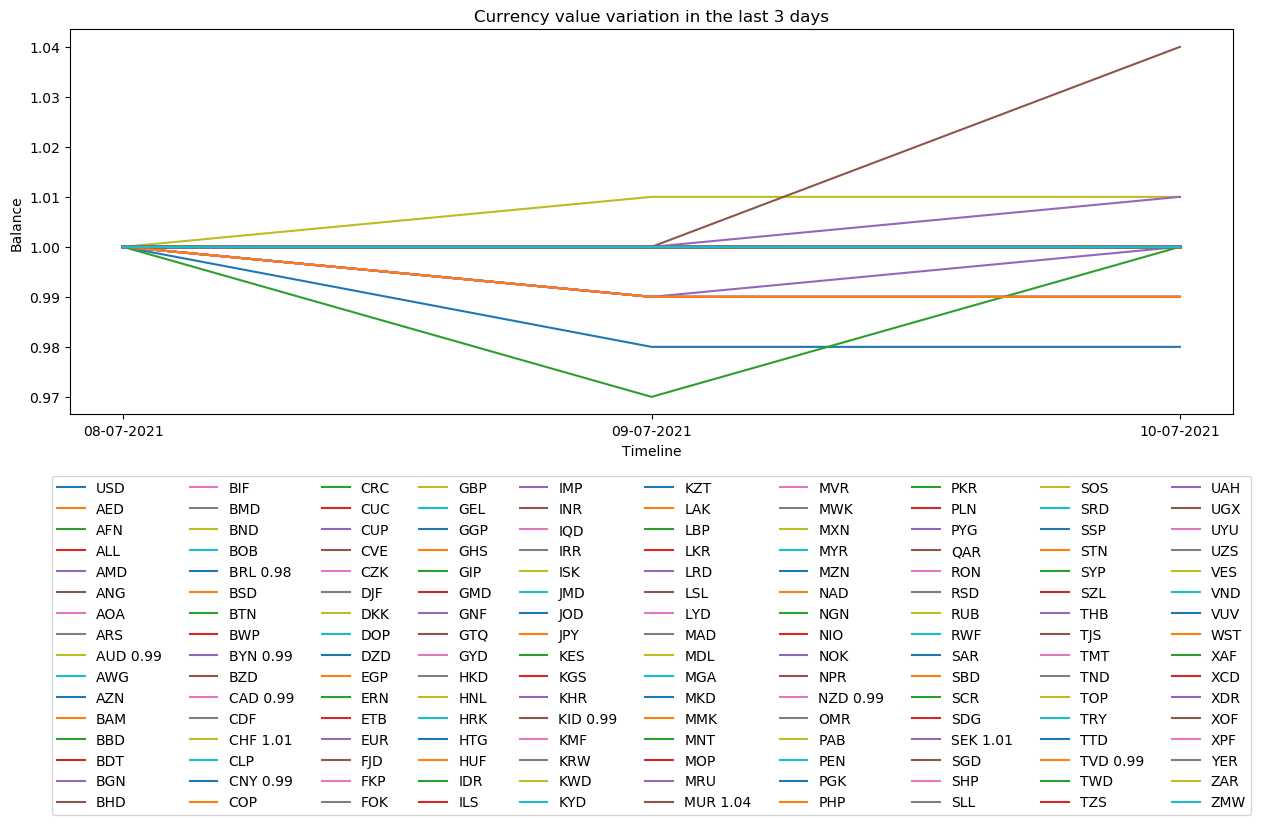 Currency value variation in the last 3 days
1.04
1.03
1.02
1.01
1.00
0.99
0.98
0.97
Balance
08-07-2021 09-07-2021 10-07-2021
Timeline
USD BIF CRC GBP IMP KZT MVR PKR SOS UAH
AED BMD CUC GEL INR LAK MWK PLN SRD UGX
AFN BND CUP GGP IQD LBP MXN PYG SSP UYU
ALL BOB CVE GHS IRR LKR MYR QAR STN UZS
AMD BRL 0.98 CZK GIP ISK LRD MZN RON SYP VES
ANG BSD DJF GMD JMD LSL NAD RSD SZL VND
AOA BTN DKK GNF JOD LYD NGN RUB THB VUV
ARS BWP DOP GTQ JPY MAD NIO RWF TJS WST
AUD 0.99 BYN 0.99 DZD GYD KES MDL NOK SAR TMT XAF
AWG BZD EGP HKD KGS MGA NPR SBD TND XCD
AZN CAD 0.99 ERN HNL KHR MKD NZD 0.99 SCR TOP XDR
BAM CDF ETB HRK KID 0.99 MMK OMR SDG TRY XOF
BBD CHF 1.01 EUR HTG KMF MNT PAB SEK 1.01 TTD XPF
BDT CLP FJD HUF KRW MOP PEN SGD TVD 0.99 YER
BGN CNY 0.99 FKP IDR KWD MRU PGK SHP TWD ZAR
BHD COP FOK ILS KYD MUR 1.04 PHP SLL TZS ZMW